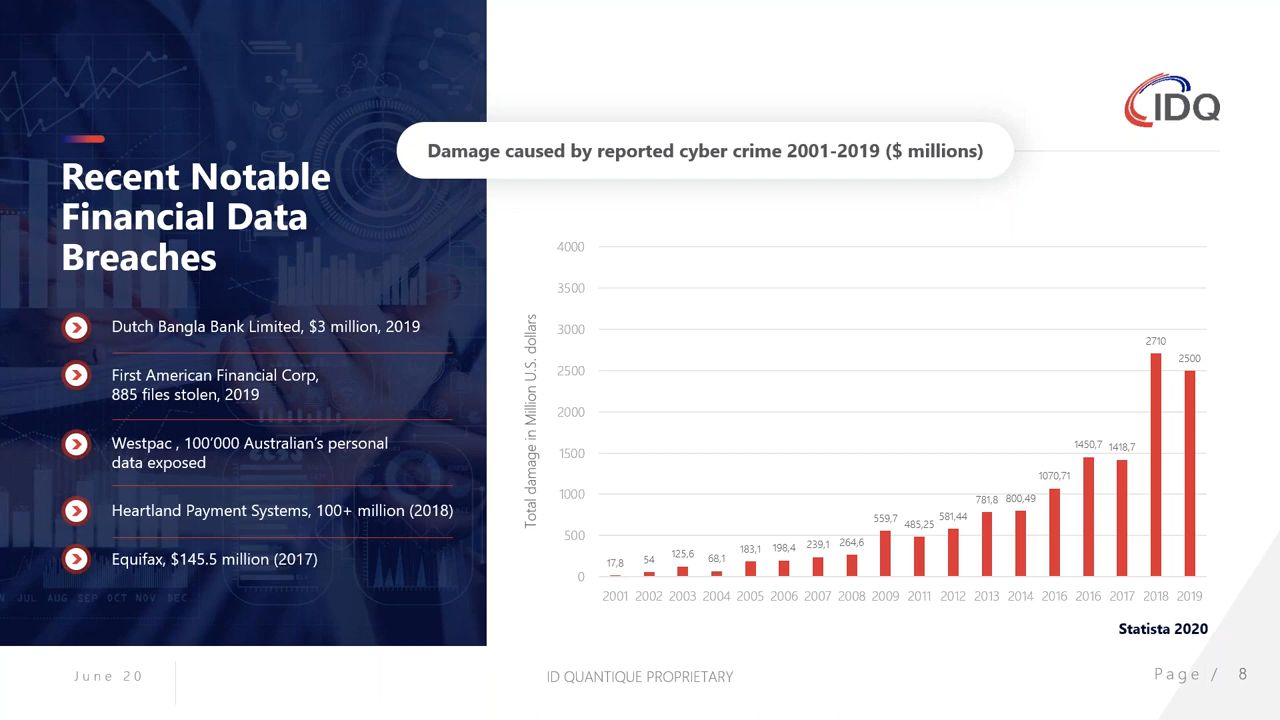 IDQ
Damage caused by reported cyber crime 2001-2019 ($ millions)
Recent Notable
Financial Data
Breaches
Dutch Bangla Bank Limited, $3 million, 2019
First American Financial Corp,
885 files stolen, 2019
Westpac , 100’000 Australian’s personal
data exposed
Heartland Payment Systems, 100+ million (2018)
Equifax, $145.5 million (2017)
JUL AUG SEP OCT NOV DEC
Total damage in Million U.S. dollars
4000
3500
3000
2500
2000
1500
1000
500
0
17,8 54 125,6 68,1 183,1 198,4 239,1 264,6 559,7 485,25 581,44 781,8 800,49 1070,71 1450,7 1418,7 2710 2500
2001 2002 2003 2004 2005 2006 2007 2008 2009 2011 2012 2013 2014 2016 2016 2017 2018 2019
Statista 2020
June 20
ID QUANTIQUE PROPRIETARY
Page / 8